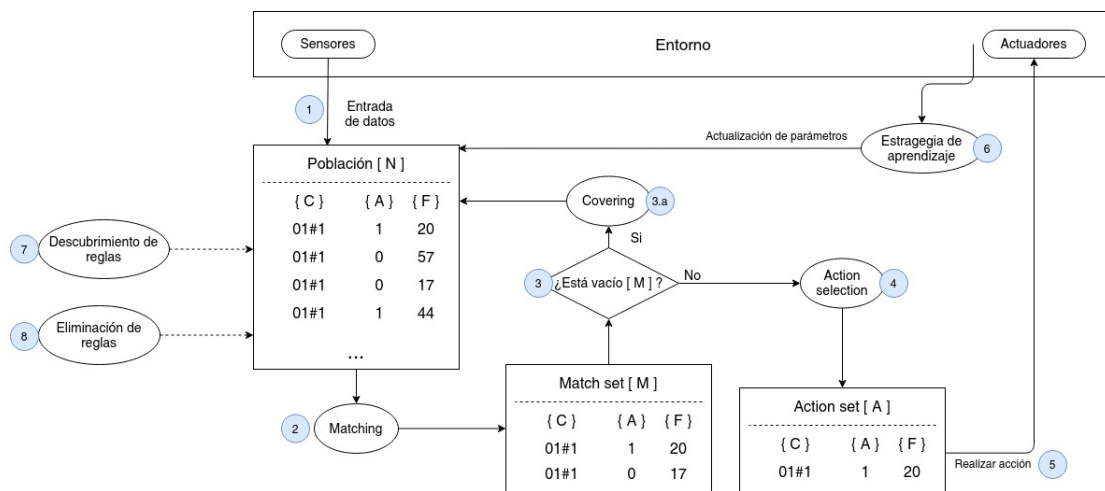 Sensores
Entorno
Actuadores
1
Entrada
de datos
Actualización de parámetros
Estragegia de
aprendizaje
6
Población [ N ]
{ C } { A } { F }
01#1 1 20
01#1 0 57
01#1 0 17
01#1 1 44
...
Covering
3.a
Si
7
Descubrimiento de
reglas
3
¿Está vacío [ M ] ?
No
Action
selection
4
8
Eliminación de
reglas
2
Matching
Match set [ M ]
{ C } { A } { F }
01#1 1 20
01#1 0 17
Action set [ A ]
{ C } { A } { F }
01#1 1 20
Realizar acción
5